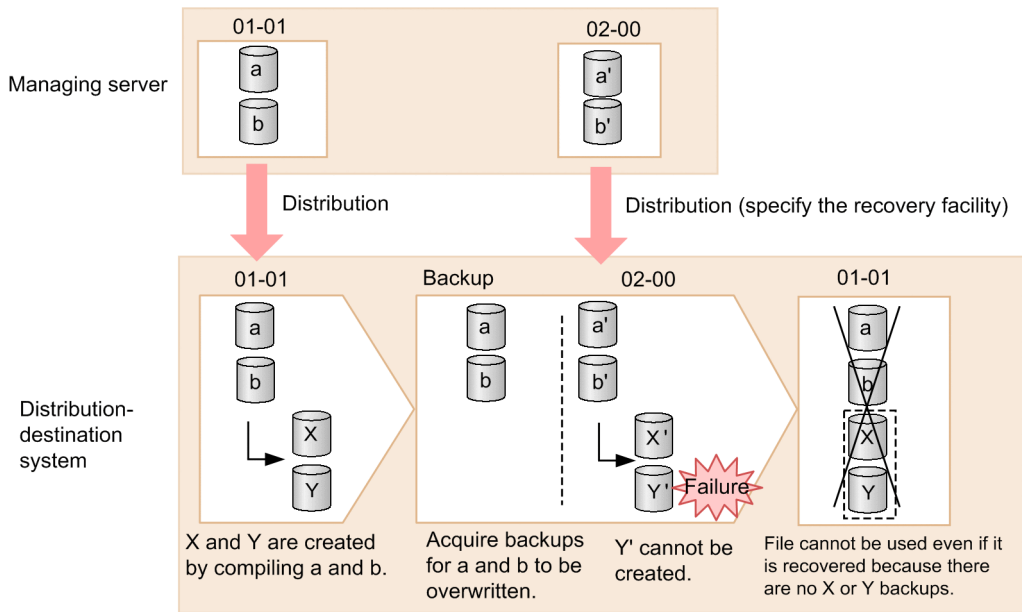 01-01
02-00
Managing server
a
b
a'
b'
Distribution
Distribution (specify the recovery facility)
01-01
Backup
02-00
01-01
Distribution-
destination
system
a
b
X
Y
a
b
a'
b'
X'
Y'
Failure
a
b
X
Y
X and Y are created
by compiling a and b.
Acquire backups
for a and b to be
overwritten.
Y' cannot be
created.
File cannot be used even if it
is recovered because there
are no X or Y backups.